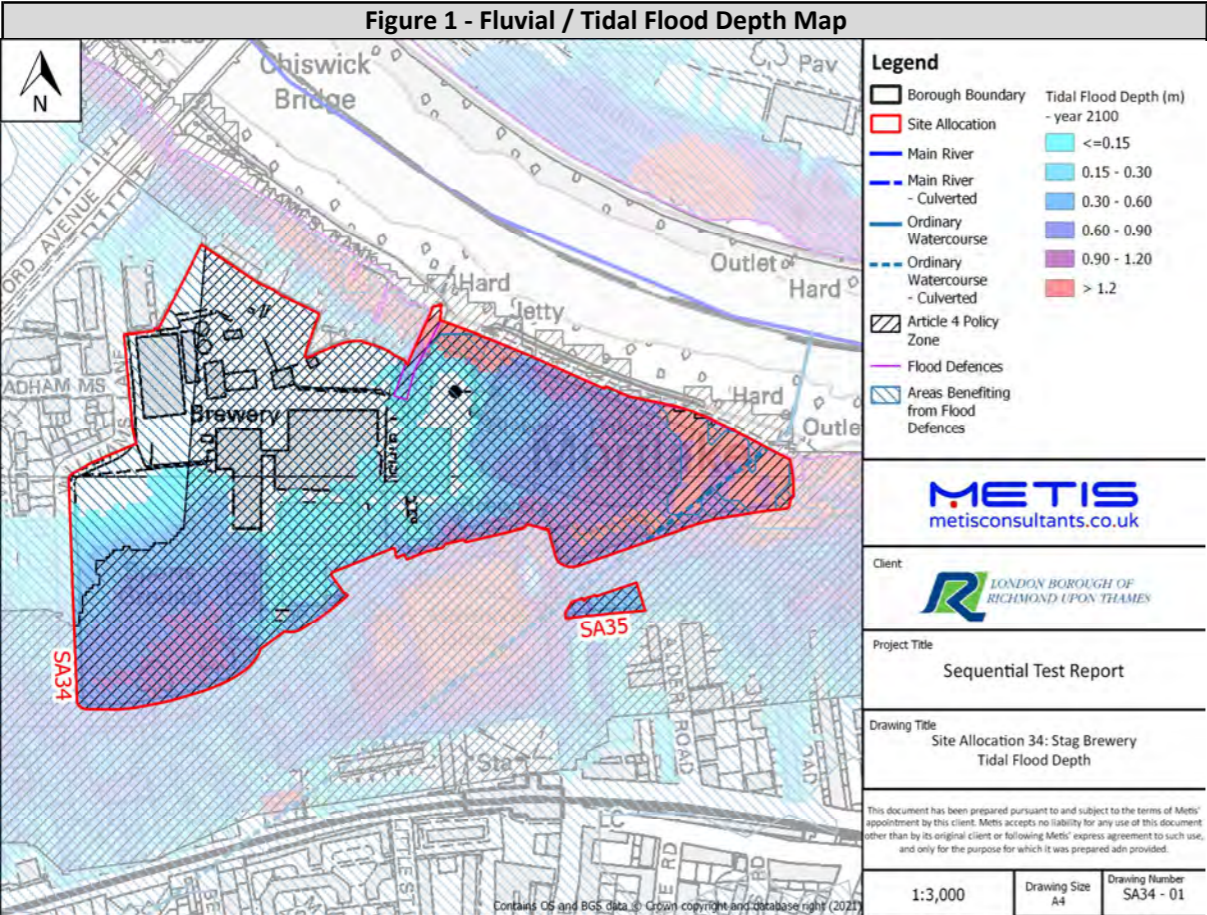 Figure 1 - Fluvial / Tidal Flood Depth Map
N
Chiswick
Bridge
Pav
Hard
Outlet
Hard
Jetty
Hard
Outle
ADHAM MS
Brewery
SA34
SA35
Sta
LC
ALDER ROAD
Contains OS and BGS data © Crown copyright and database right (2021)
Legend
Borough Boundary
Site Allocation
Main River
Main River
- Culverted
Ordinary
Watercourse
Ordinary
Watercourse
- Culverted
Article 4 Policy
Zone
Flood Defences
Areas Benefiting
from Flood
Defences
Tidal Flood Depth (m)
- year 2100
<=0.15
0.15 - 0.30
0.30 - 0.60
0.60 - 0.90
0.90 - 1.20
> 1.2
METIS
metisconsultants.co.uk
Client
LONDON BOROUGH OF
RICHMOND UPON THAMES
Project Title
Sequential Test Report
Drawing Title
Site Allocation 34: Stag Brewery
Tidal Flood Depth
This document has been prepared pursuant to and subject to the terms of Metis'
appointment by this client. Metis accepts no liability for any use of this document
other than by its original client or following Metis' express agreement to such use,
and only for the purpose for which it was prepared adn provided.
1:3,000
Drawing Size
A4
Drawing Number
SA34 - 01